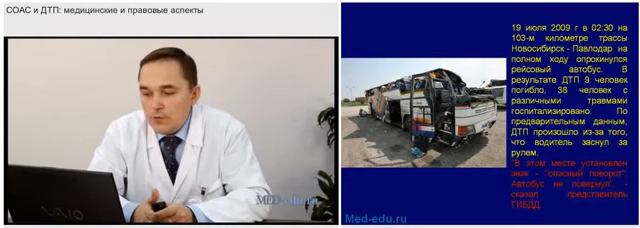 СОАС и ДТП: медицинские и правовые аспекты
VAIO
MED-edu.ru
19 июля 2009 г в 02:30 на
103-м километре трассы
Новосибирск - Павлодар на
полном ходу опрокинулся
рейсовый автобус. В
результате ДТП 9 человек
погибло, 38 человек с
различными травмами
госпитализировано. По
предварительным данным,
ДТП произошло из-за того,
что водитель заснул за
рулем.
"В этом месте установлен
знак - "опасный поворот".
Автобус не повернул", -
сказал представитель
ГИБДД.
Med-edu.ru